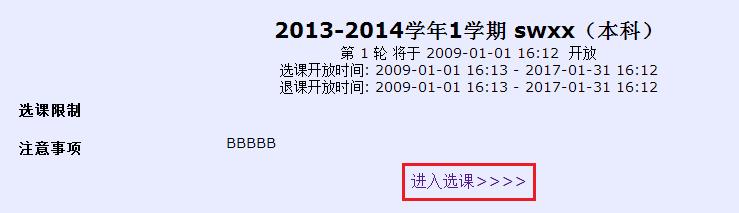 2013-2014学年1学期 swxx（本科）
第 1 轮 将于 2009-01-01 16:12 开放
选课开放时间: 2009-01-01 16:13 - 2017-01-31 16:12
退课开放时间: 2009-01-01 16:13 - 2017-01-31 16:12
选课限制
注意事项 BBBBB
进入选课>>>>